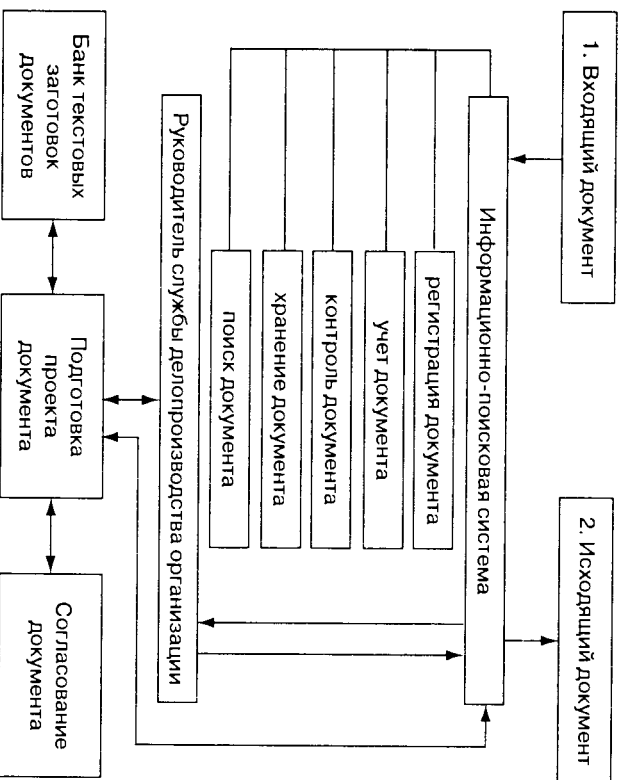 1. Входящий документ
2. Исходящий документ
Информационно-поисковая система
регистрация документа
учет документа
контроль документа
хранение документа
поиск документа
Руководитель службы делопроизводства организации
Банк текстовых
заготовок
документов
Подготовка
проекта
документа
Согласование
документа